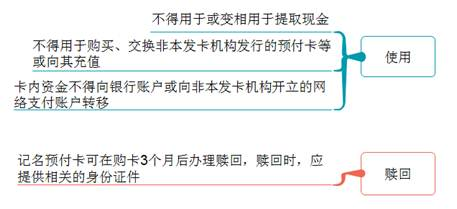 不得用于或变相用于提取现金
不得用于购买、交换非本发卡机构发行的预付卡等
或向其充值
使用
卡内资金不得向银行账户或向非本发卡机构开立的网
络支付账户转移
记名预付卡可在购卡3个月后办理赎回，赎回时，应
提供相关的身份证件
赎回